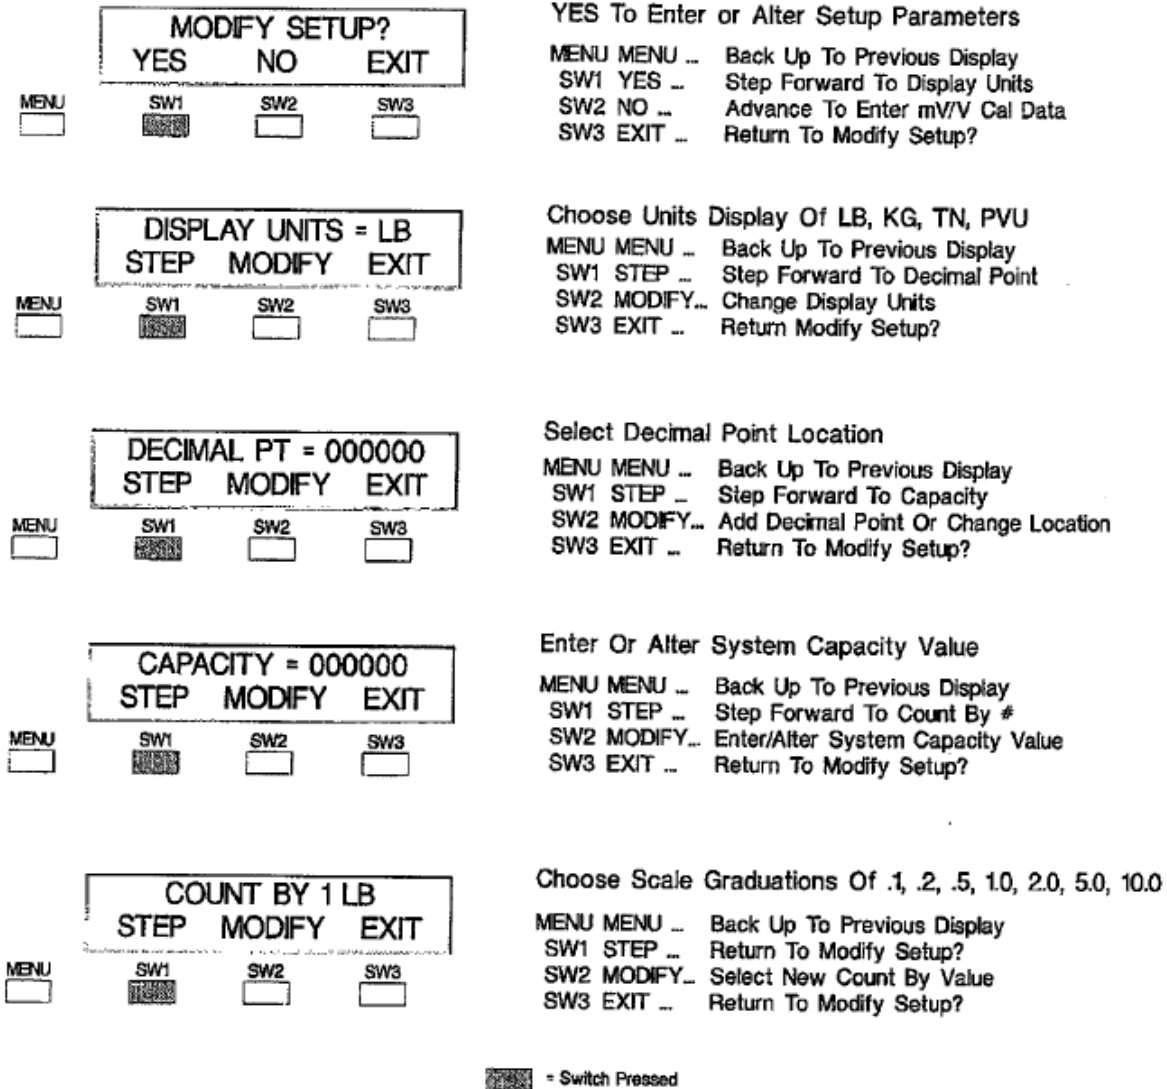 MODIFY SETUP?
YES NO EXIT
MENU SW1 SW2 SW3
YES To Enter or Alter Setup Parameters
MENU MENU ... Back Up To Previous Display
SW1 YES ... Step Forward To Display Units
SW2 NO ... Advance To Enter mV/V Cal Data
SW3 EXIT ... Return To Modify Setup?
DISPLAY UNITS = LB
STEP MODIFY EXIT
MENU SW1 SW2 SW3
Choose Units Display Of LB, KG, TN, PVU
MENU MENU ... Back Up To Previous Display
SW1 STEP ... Step Forward To Decimal Point
SW2 MODIFY... Change Display Units
SW3 EXIT ... Return Modify Setup?
DECIMAL PT = 000000
STEP MODIFY EXIT
MENU SW1 SW2 SW3
Select Decimal Point Location
MENU MENU ... Back Up To Previous Display
SW1 STEP ... Step Forward To Capacity
SW2 MODIFY... Add Decimal Point Or Change Location
SW3 EXIT ... Return To Modify Setup?
CAPACITY = 000000
STEP MODIFY EXIT
MENU SW1 SW2 SW3
Enter Or Alter System Capacity Value
MENU MENU ... Back Up To Previous Display
SW1 STEP ... Step Forward To Count By #
SW2 MODIFY... Enter/Alter System Capacity Value
SW3 EXIT ... Return To Modify Setup?
COUNT BY 1 LB
STEP MODIFY EXIT
MENU SW1 SW2 SW3
Choose Scale Graduations Of .1, .2, .5, 1.0, 2.0, 5.0, 10.0
MENU MENU ... Back Up To Previous Display
SW1 STEP ... Return To Modify Setup?
SW2 MODIFY... Select New Count By Value
SW3 EXIT ... Return To Modify Setup?
= Switch Pressed